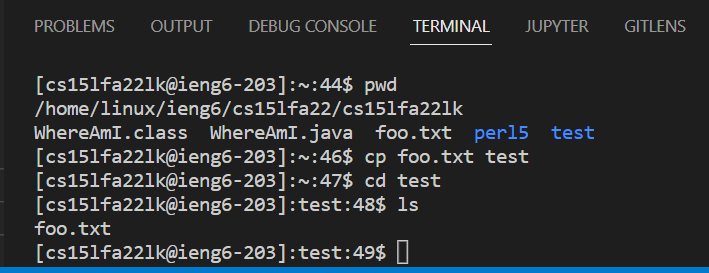 PROBLEMS OUTPUT DEBUG CONSOLE TERMINAL JUPYTER GITLENS
[cs15lfa22lk@ieng6-203]:~:44$ pwd
/home/linux/ieng6/cs15lfa22/cs15lfa22lk
WhereAmI.class  WhereAmI.java  foo.txt  perl5  test
[cs15lfa22lk@ieng6-203]:~:46$ cp foo.txt test
[cs15lfa22lk@ieng6-203]:~:47$ cd test
[cs15lfa22lk@ieng6-203]:test:48$ ls
foo.txt
[cs15lfa22lk@ieng6-203]:test:49$